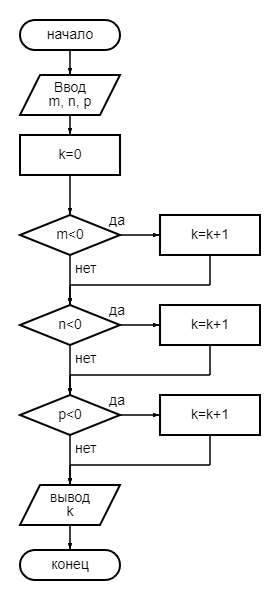 начало
Ввод
m, n, p
k=0
m<0
да
k=k+1
нет
n<0
да
k=k+1
нет
p<0
да
k=k+1
нет
вывод
k
конец